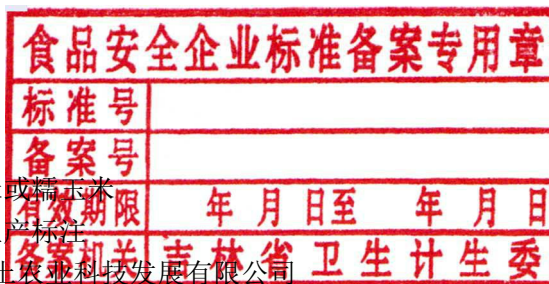 食品安全企业标准备案专用章
标准号
备案号
或糯玉米
有效期限 年 月 日至 年 月 日
产标注
备案机关 吉林省卫生计生委
农业科技发展有限公司